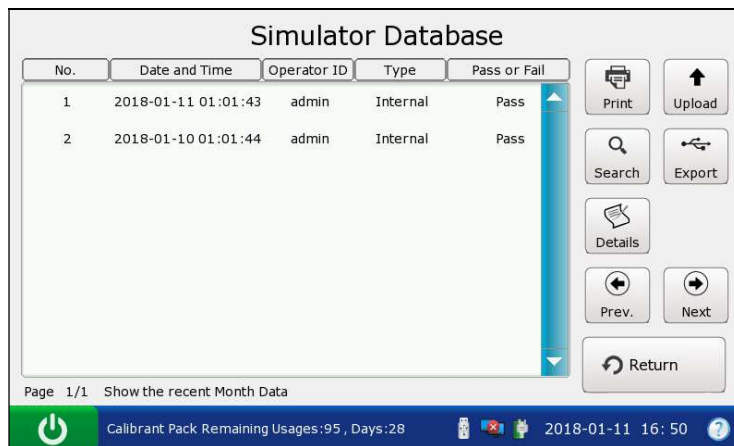 Simulator Database
No. Date and Time Operator ID Type Pass or Fail
1 2018-01-11 01:01:43 admin Internal Pass
2 2018-01-10 01:01:44 admin Internal Pass
Print Upload
Search Export
Details
Prev. Next
Return
Page 1/1 Show the recent Month Data
Calibrant Pack Remaining Usages:95, Days:28 2018-01-11 16: 50 ?